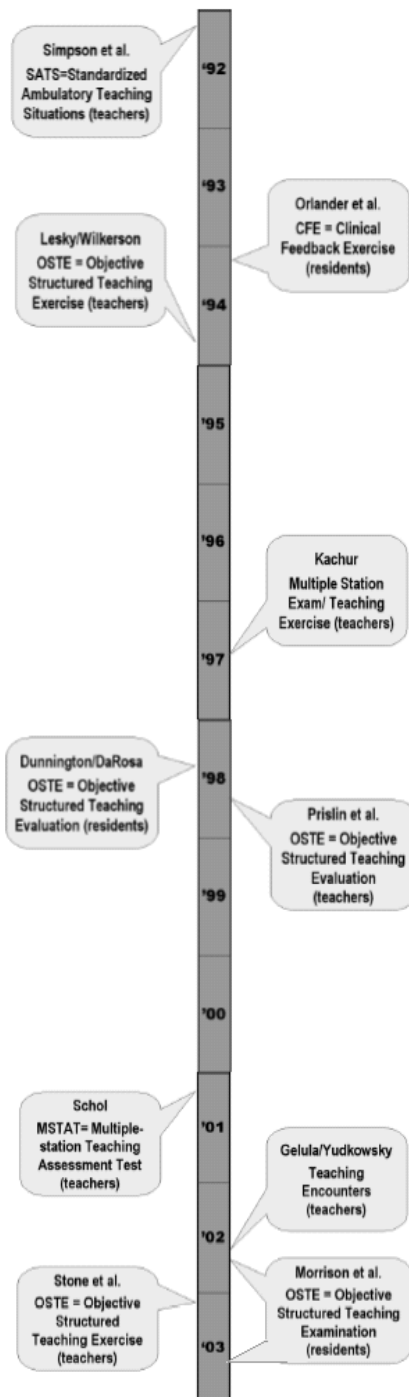 Simpson et al.
SATS=Standardized
Ambulatory Teaching
Situations (teachers)
'92
'93
Orlander et al.
CFE = Clinical
Feedback Exercise
(residents)
Lesky/Wilkerson
OSTE = Objective
Structured Teaching
Exercise (teachers)
'94
'95
'96
Kachur
Multiple Station
Exam/ Teaching
Exercise (teachers)
'97
Dunnington/DaRosa
OSTE = Objective
Structured Teaching
Evaluation (residents)
'98
Prislin et al.
OSTE = Objective
Structured Teaching
Evaluation
(teachers)
'99
'00
Schol
MSTAT= Multiple-
station Teaching
Assessment Test
(teachers)
'01
Gelula/Yudkowsky
Teaching
Encounters
(teachers)
'02
Stone et al.
OSTE = Objective
Structured
Teaching Exercise
(teachers)
Morrison et al.
OSTE = Objective
Structured Teaching
Examination
(residents)
'03